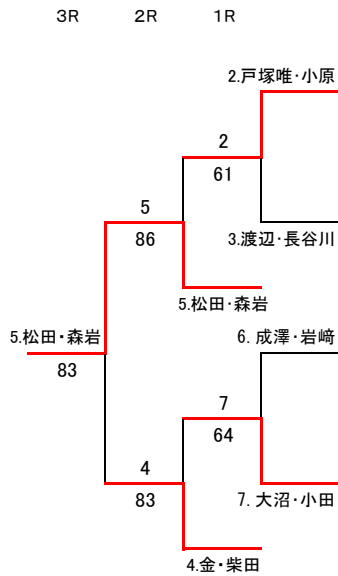 3R 2R 1R
2.戸塚唯・小原
2
61
5
86
3.渡辺・長谷川
5.松田・森岩
5.松田・森岩
83
6. 成澤・岩﨑
7
64
4
83
7. 大沼・小田
4.金・柴田